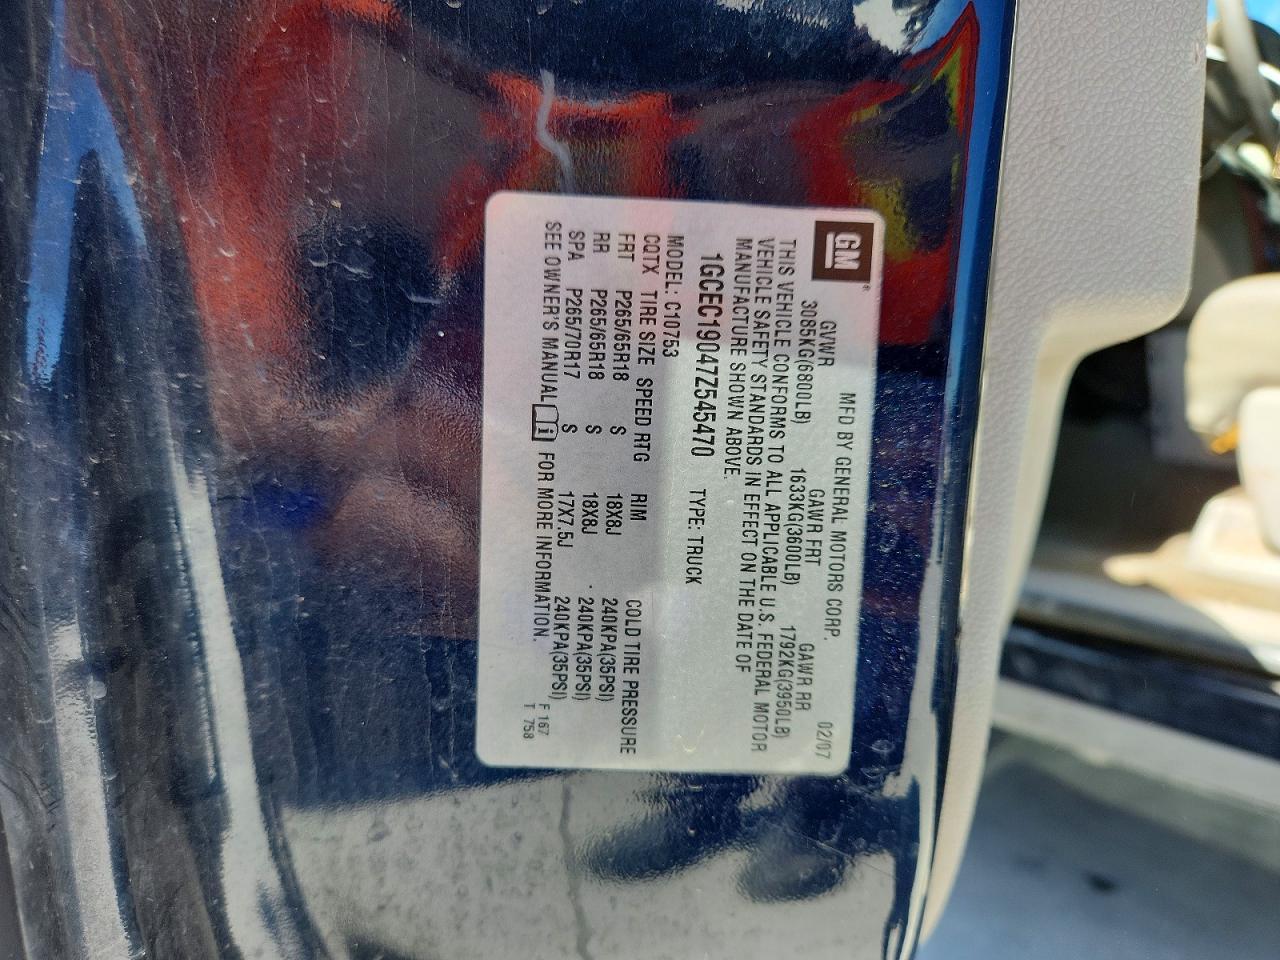 GM®
MFD BY GENERAL MOTORS CORP. 02/07
GVWR GAWR FRT GAWR RR
3085KG(6800LB) 1633KG(3600LB) 1792KG(3950LB)
THIS VEHICLE CONFORMS TO ALL APPLICABLE U.S. FEDERAL MOTOR
VEHICLE SAFETY STANDARDS IN EFFECT ON THE DATE OF
MANUFACTURE SHOWN ABOVE.
1GCEC19047Z545470 TYPE: TRUCK
MODEL: C10753
CQTX TIRE SIZE SPEED RTG RIM COLD TIRE PRESSURE
FRT P265/65R18 S 18X8J 240KPA(35PSI)
RR P265/65R18 S 18X8J 240KPA(35PSI)
SPA P265/70R17 S 17X7.5J 240KPA(35PSI)
SEE OWNER'S MANUAL i FOR MORE INFORMATION.
F 167
T 758